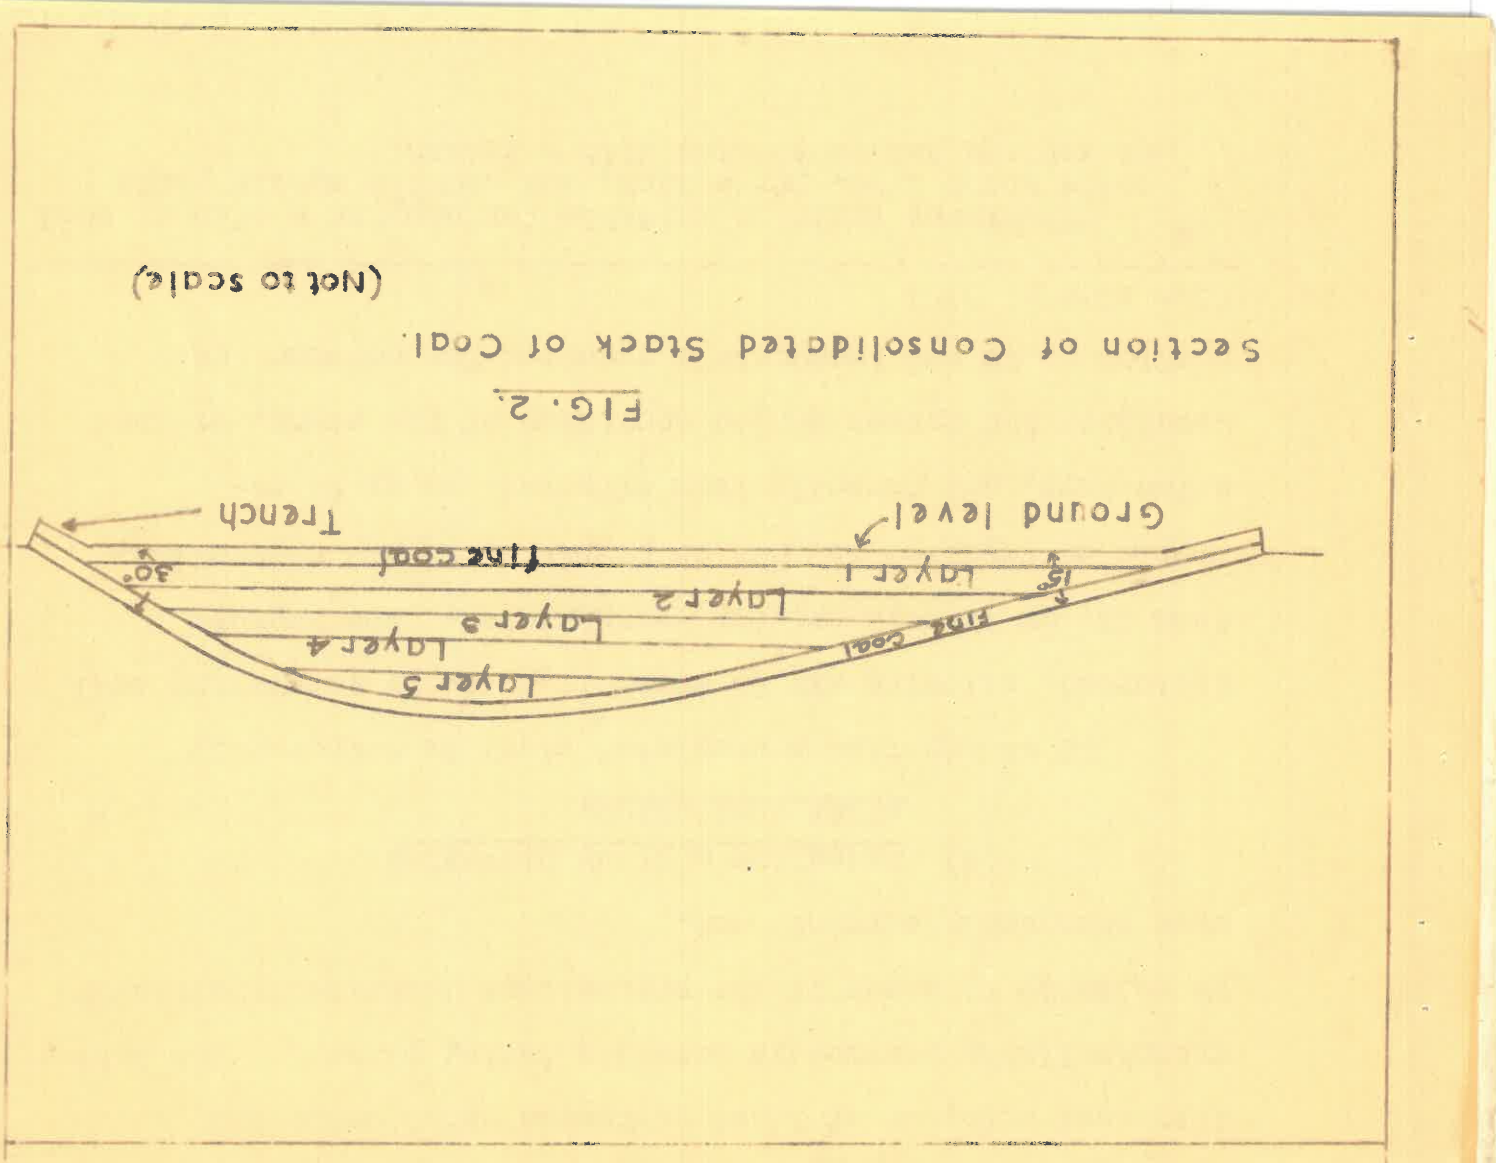 Layer 5
Layer 4
Layer 3
Layer 2
Layer 1
Fine Coal
15°
30°
fine coal
Ground level
Trench
FIG. 2.
Section of Consolidated Stack of Coal.
(Not to scale)